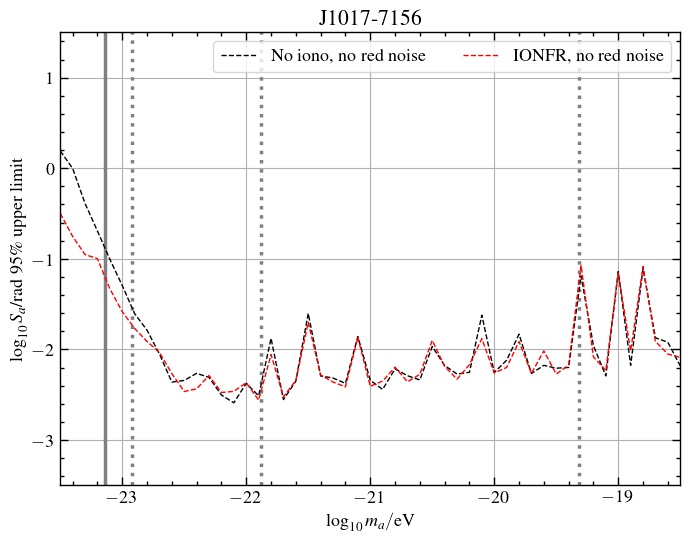 J1017-7156
No iono, no red noise
IONFR, no red noise
log₁₀ Sₐ/rad 95% upper limit
1
0
−1
−2
−3
−23
−22
−21
−20
−19
log₁₀ mₐ/eV